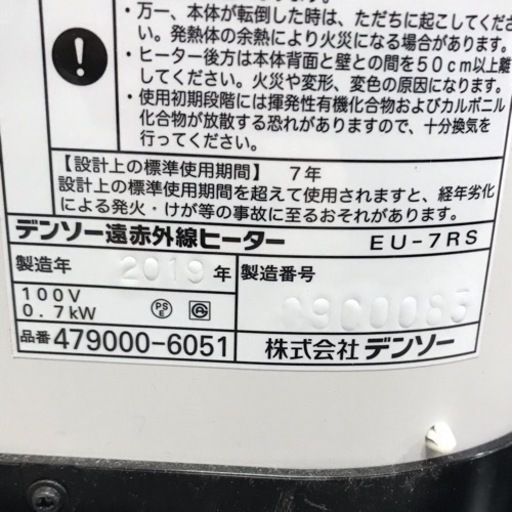 ・万一、本体が転倒した時は、ただちに起こしてくださ
い。発熱体の余熱により火災になる場合があります。
・ヒーター後方は本体背面と壁との間を50cm以上離
してください。火災や変形、変色の原因になります。
・使用初期段階には揮発性有機化合物およびカルボニル
化合物が放散する恐れがありますので、十分換気を
行ってください。
【設計上の標準使用期間】 7年
設計上の標準使用期間を超えて使用されますと、経年劣化
による発火・けが等の事故に至るおそれがあります。
デンソー遠赤外線ヒーター EU-7RS
製造年 2019年 製造番号 0900085
100V
0.7kW
PS
E
品番 479000-6051 株式会社 デンソー